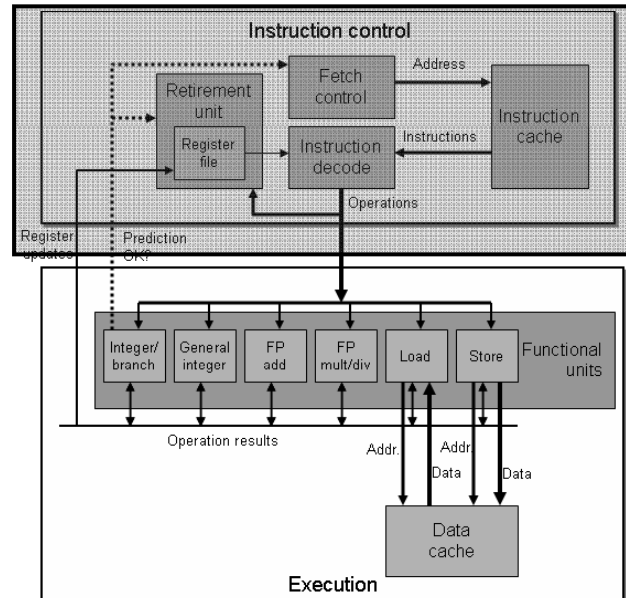 Instruction control
Fetch
control
Address
Retirement
unit
Instruction
cache
Register
file
Instruction
decode
Instructions
Operations
Register
updates
Prediction
OK?
Integer/
branch
General
integer
FP
add
FP
mult/div
Load
Store
Functional
units
Operation results
Addr.
Addr.
Data
Data
Data
cache
Execution